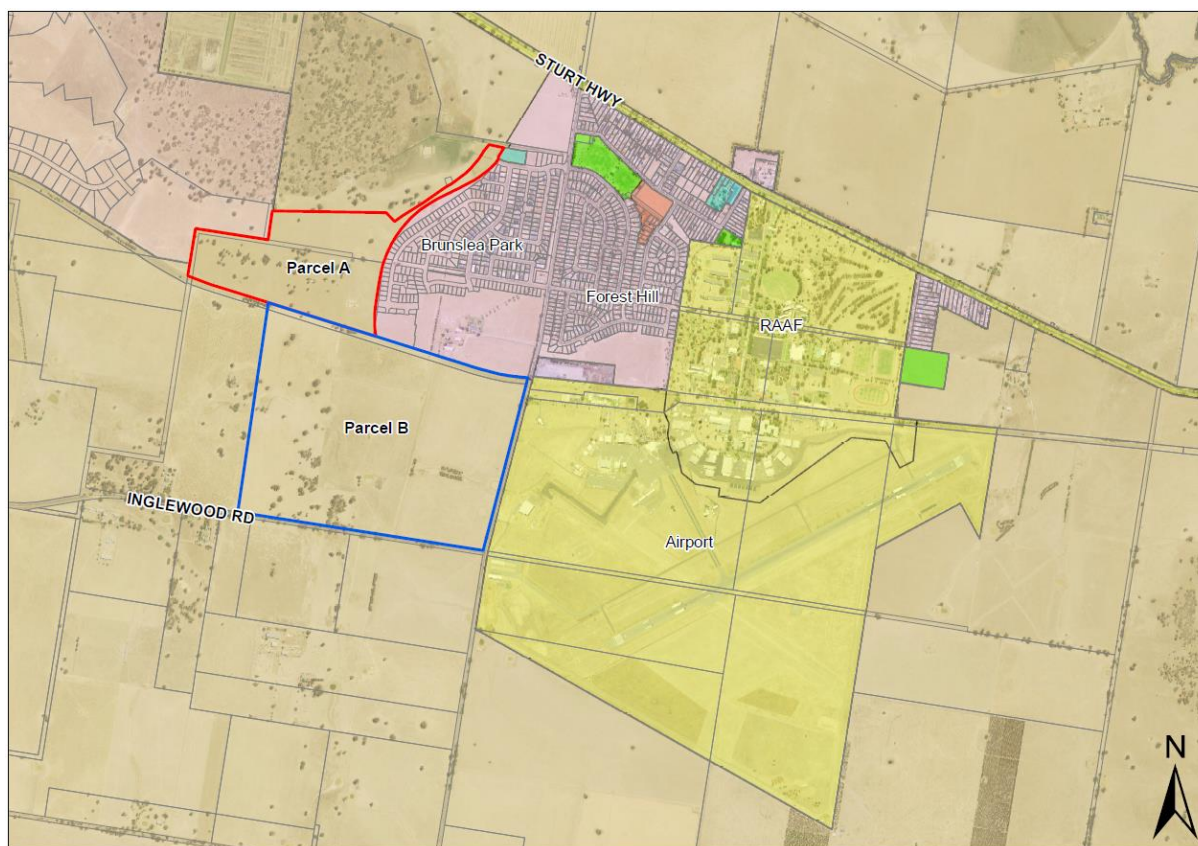 STURT HWY
Brunslea Park
Parcel A
Forest Hill
RAAF
Parcel B
INGLEWOOD RD
Airport
N